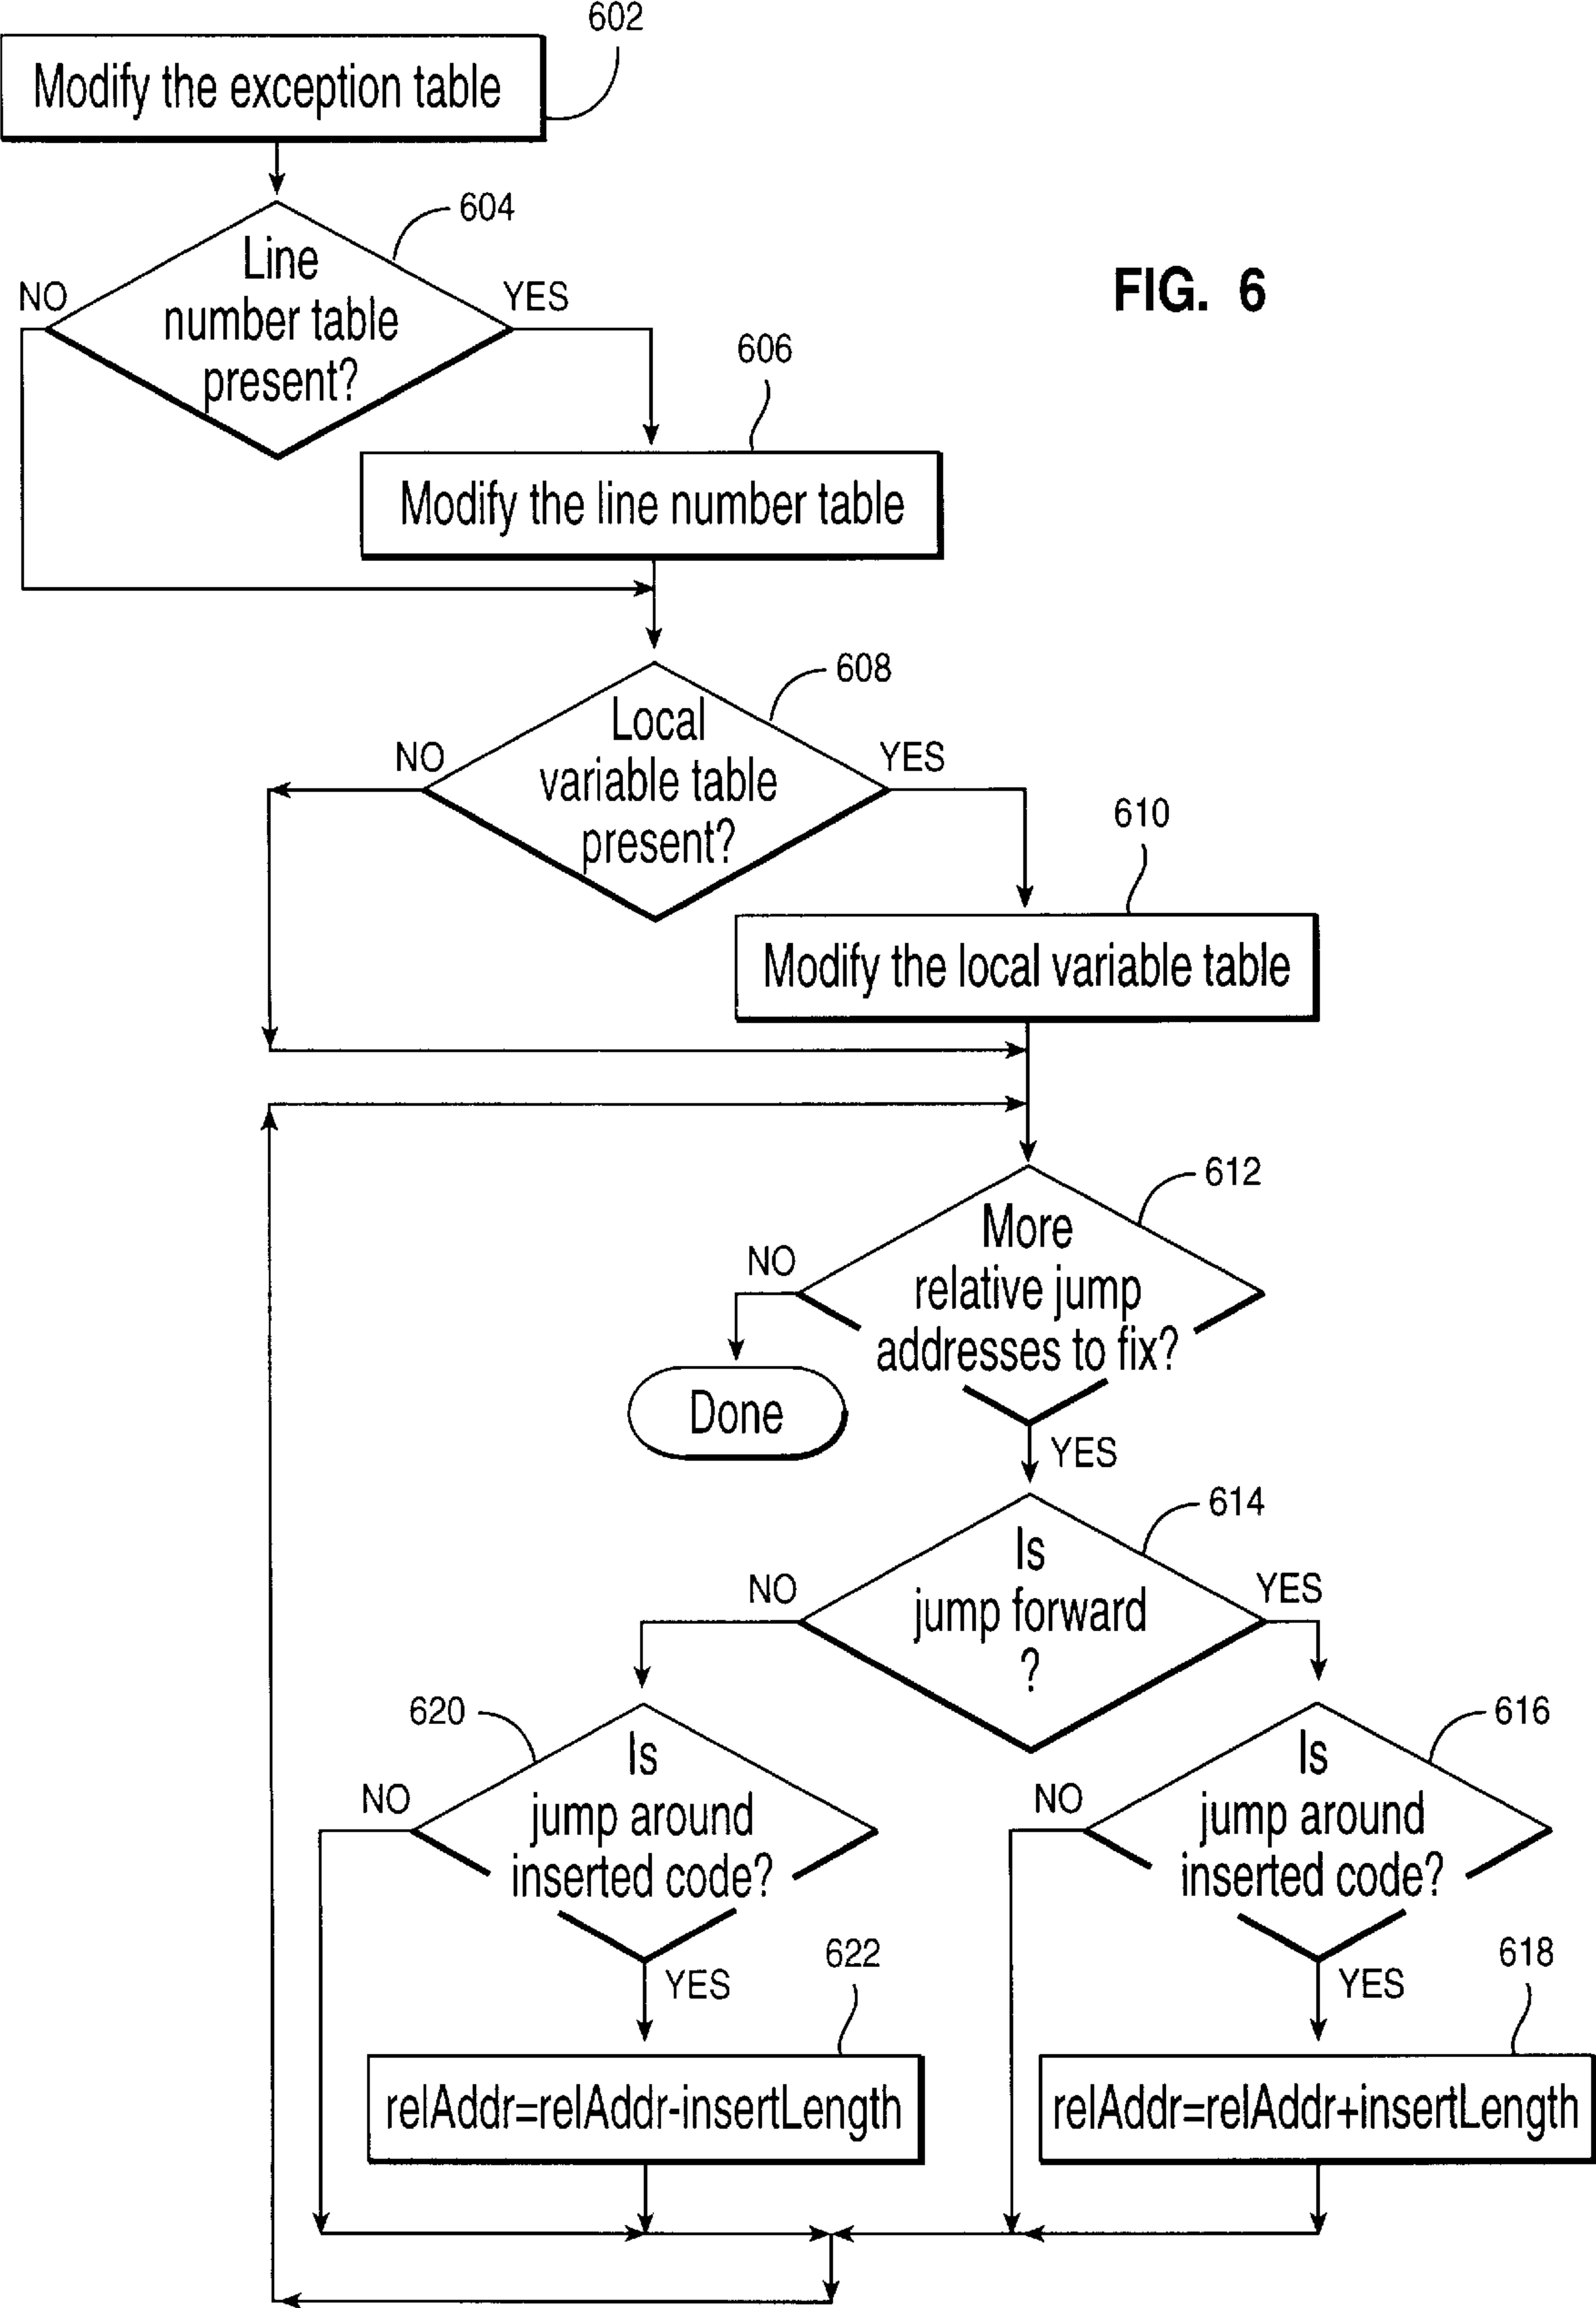 602
Modify the exception table
604
Line
number table
present?
NO
YES
FIG. 6
606
Modify the line number table
608
Local
variable table
present?
NO
YES
610
Modify the local variable table
612
More
relative jump
addresses to fix?
NO
Done
YES
614
Is
jump forward
?
NO
YES
620
Is
jump around
inserted code?
NO
616
Is
jump around
inserted code?
NO
YES
622
YES
618
relAddr=relAddr-insertLength
relAddr=relAddr+insertLength